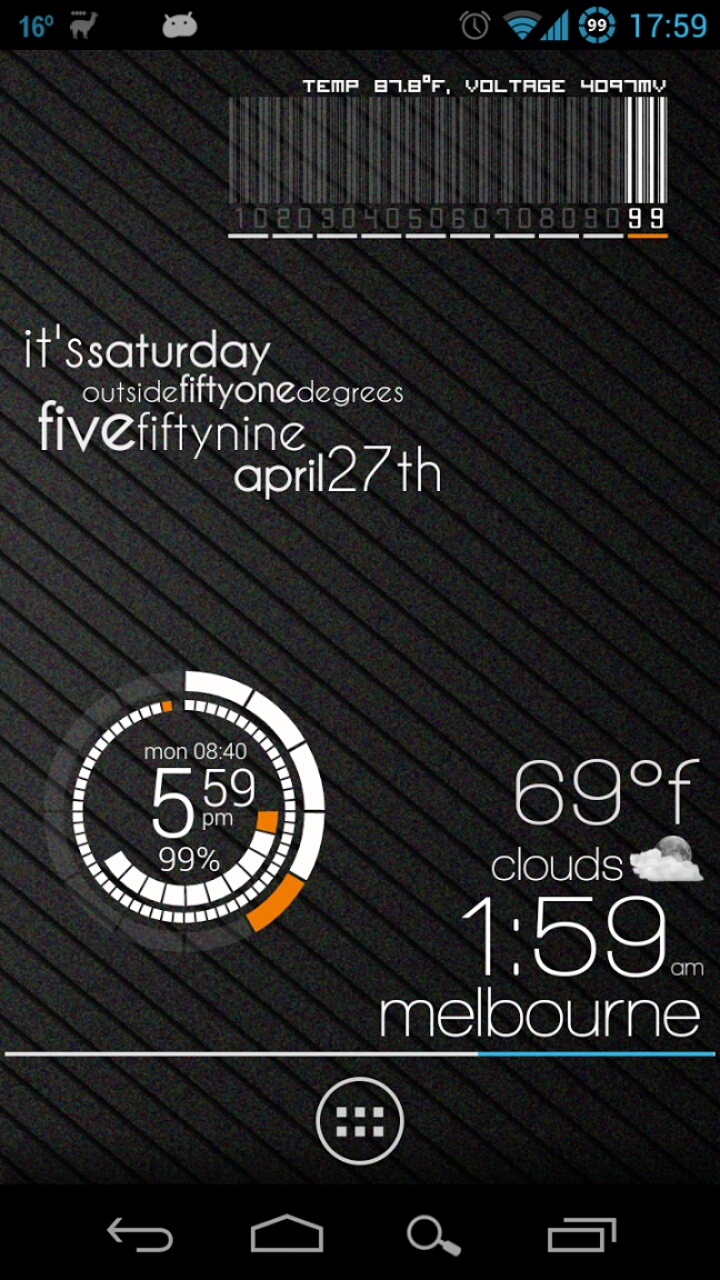 16° 99 17:59
TEMP 87.8°F, VOLTAGE 4097MV
10 20 30 40 50 60 70 80 90 99
it's saturday
outsidefiftyonedegrees
fivefiftynine
april27th
mon 08:40
5 59
pm
99%
69°f
clouds
1:59 am
melbourne